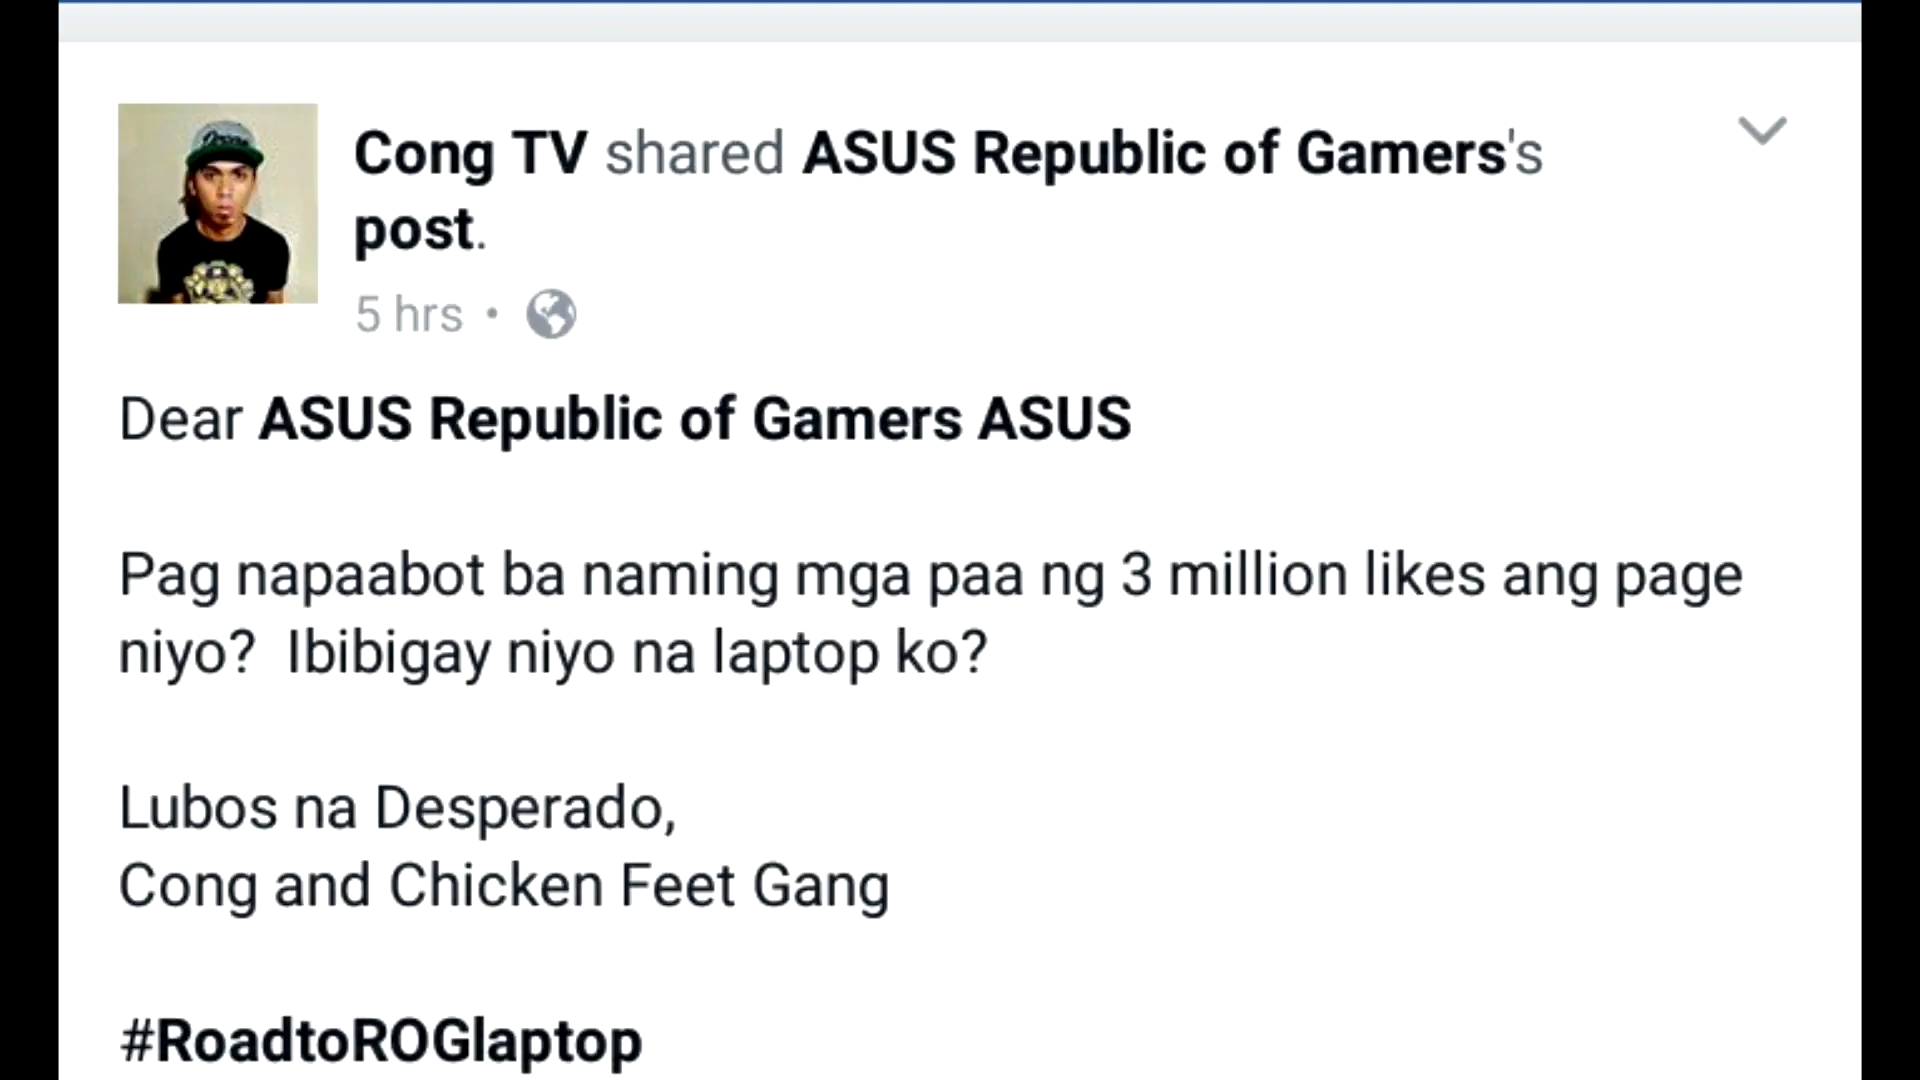 Cong TV shared ASUS Republic of Gamers's
post.
5 hrs •
Dear ASUS Republic of Gamers ASUS
Pag napaabot ba naming mga paa ng 3 million likes ang page
niyo?  Ibibigay niyo na laptop ko?
Lubos na Desperado,
Cong and Chicken Feet Gang
#RoadtoROGlaptop